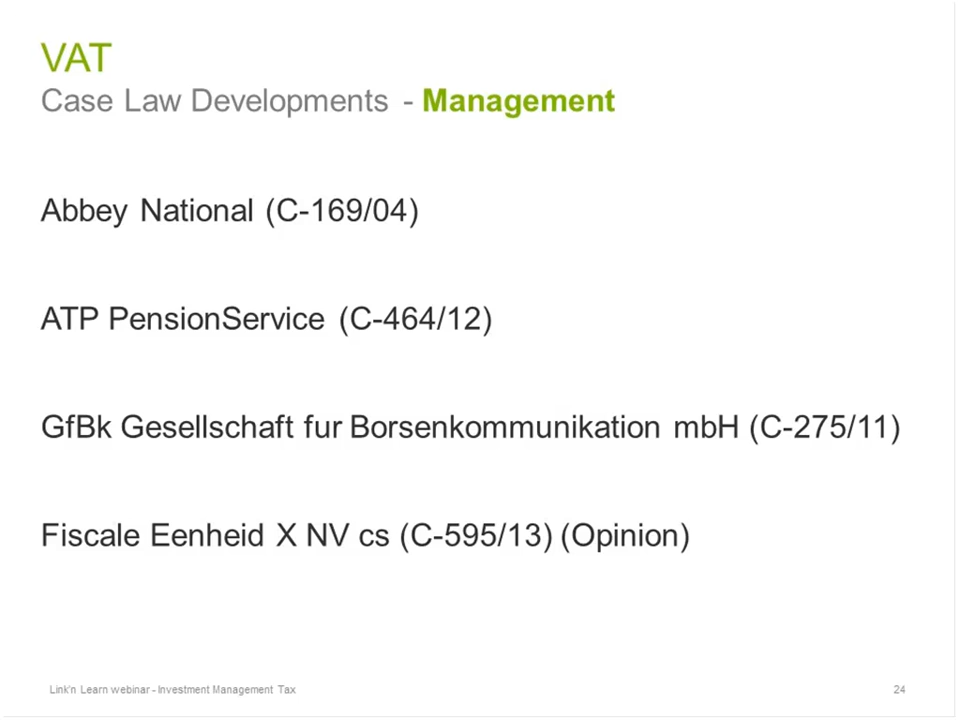 VAT
Case Law Developments - Management
Abbey National (C-169/04)
ATP PensionService (C-464/12)
GfBk Gesellschaft fur Borsenkommunikation mbH (C-275/11)
Fiscale Eenheid X NV cs (C-595/13) (Opinion)
Link'n Learn webinar - Investment Management Tax
24